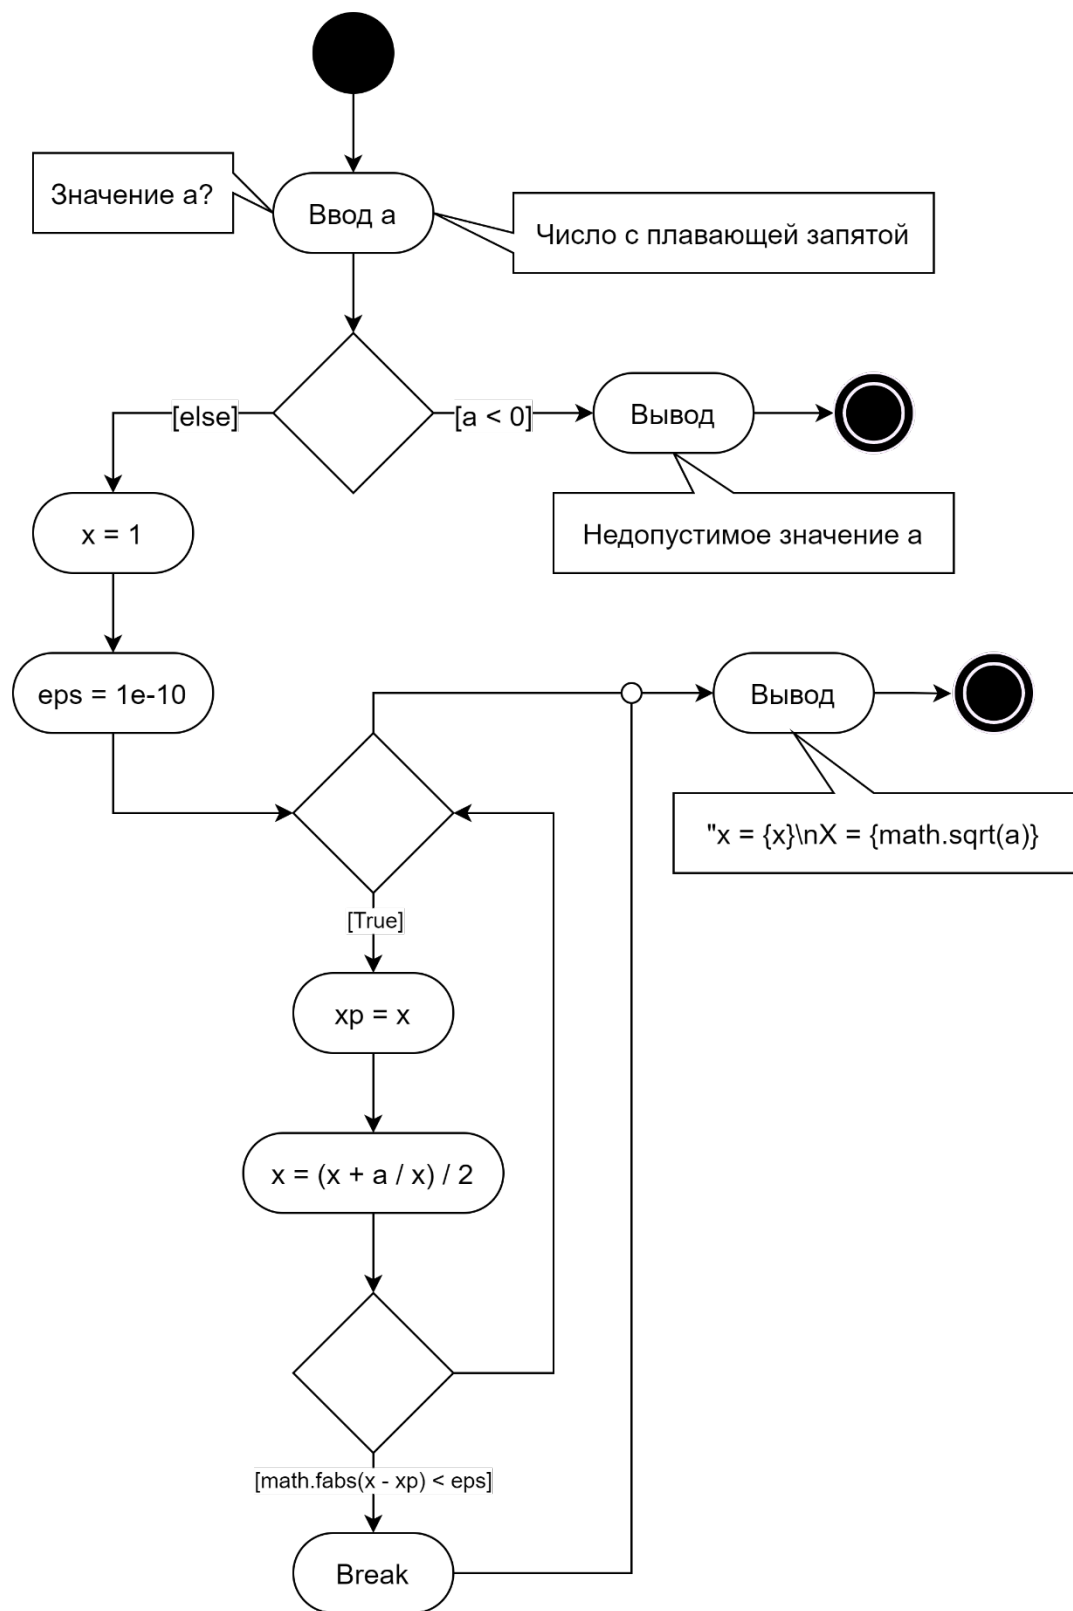 Значение a?
Ввод a
Число с плавающей запятой
[else]
[a < 0]
Вывод
Недопустимое значение a
x = 1
eps = 1e-10
Вывод
"x = {x}\nX = {math.sqrt(a)}
[True]
xp = x
x = (x + a / x) / 2
[math.fabs(x - xp) < eps]
Break